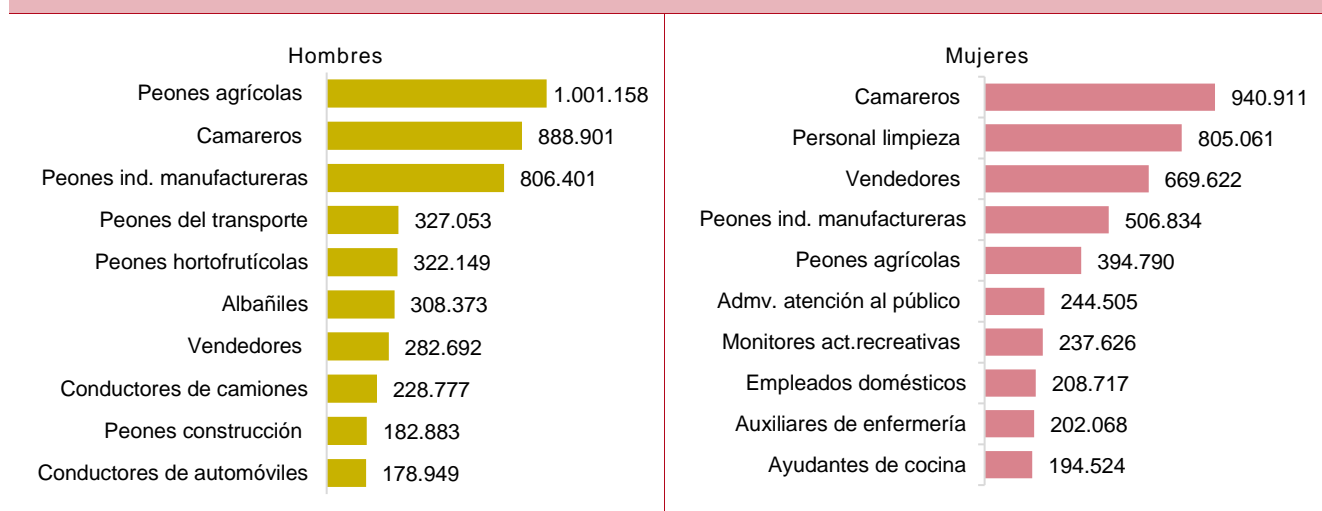 Hombres
Peones agrícolas 1.001.158
Camareros 888.901
Peones ind. manufactureras 806.401
Peones del transporte 327.053
Peones hortofrutícolas 322.149
Albañiles 308.373
Vendedores 282.692
Conductores de camiones 228.777
Peones construcción 182.883
Conductores de automóviles 178.949
Mujeres
Camareros 940.911
Personal limpieza 805.061
Vendedores 669.622
Peones ind. manufactureras 506.834
Peones agrícolas 394.790
Admv. atención al público 244.505
Monitores act.recreativas 237.626
Empleados domésticos 208.717
Auxiliares de enfermería 202.068
Ayudantes de cocina 194.524